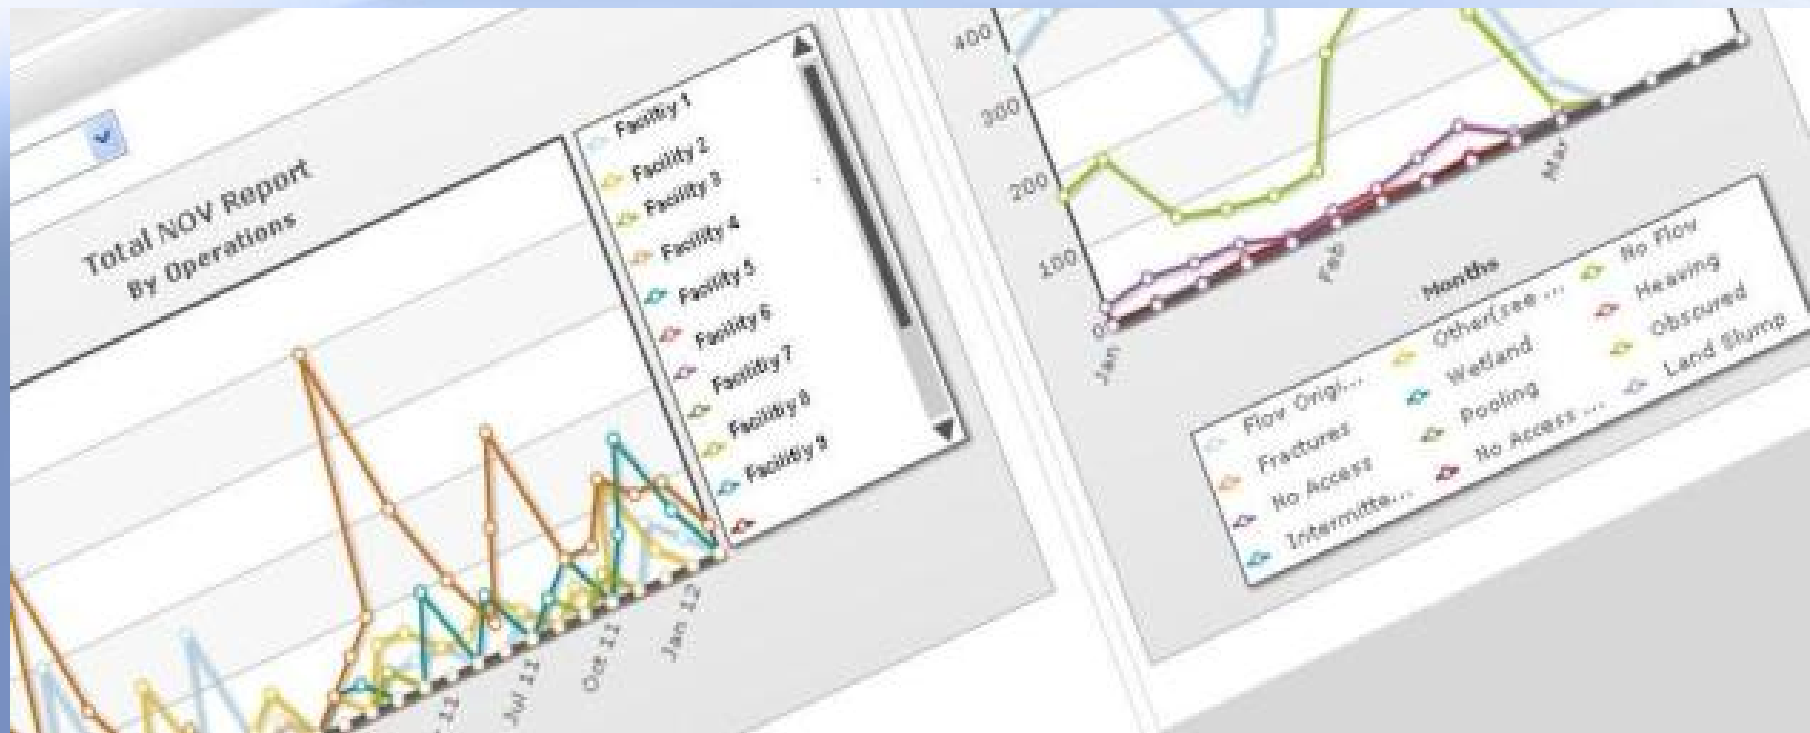 Total NOV Report
By Operations
Facility 1
Facility 2
Facility 3
Facility 4
Facility 5
Facility 6
Facility 7
Facility 8
Facility 9
12
Jul 11
Oct 11
Jan 12
400
300
200
100
0
Jan
Feb
Mar
Months
Flow Origi... Other(see ... No Flow
Fractures Wetland Heaving
No Access Pooling Obscured
Intermitte... No Access ... Land Slump